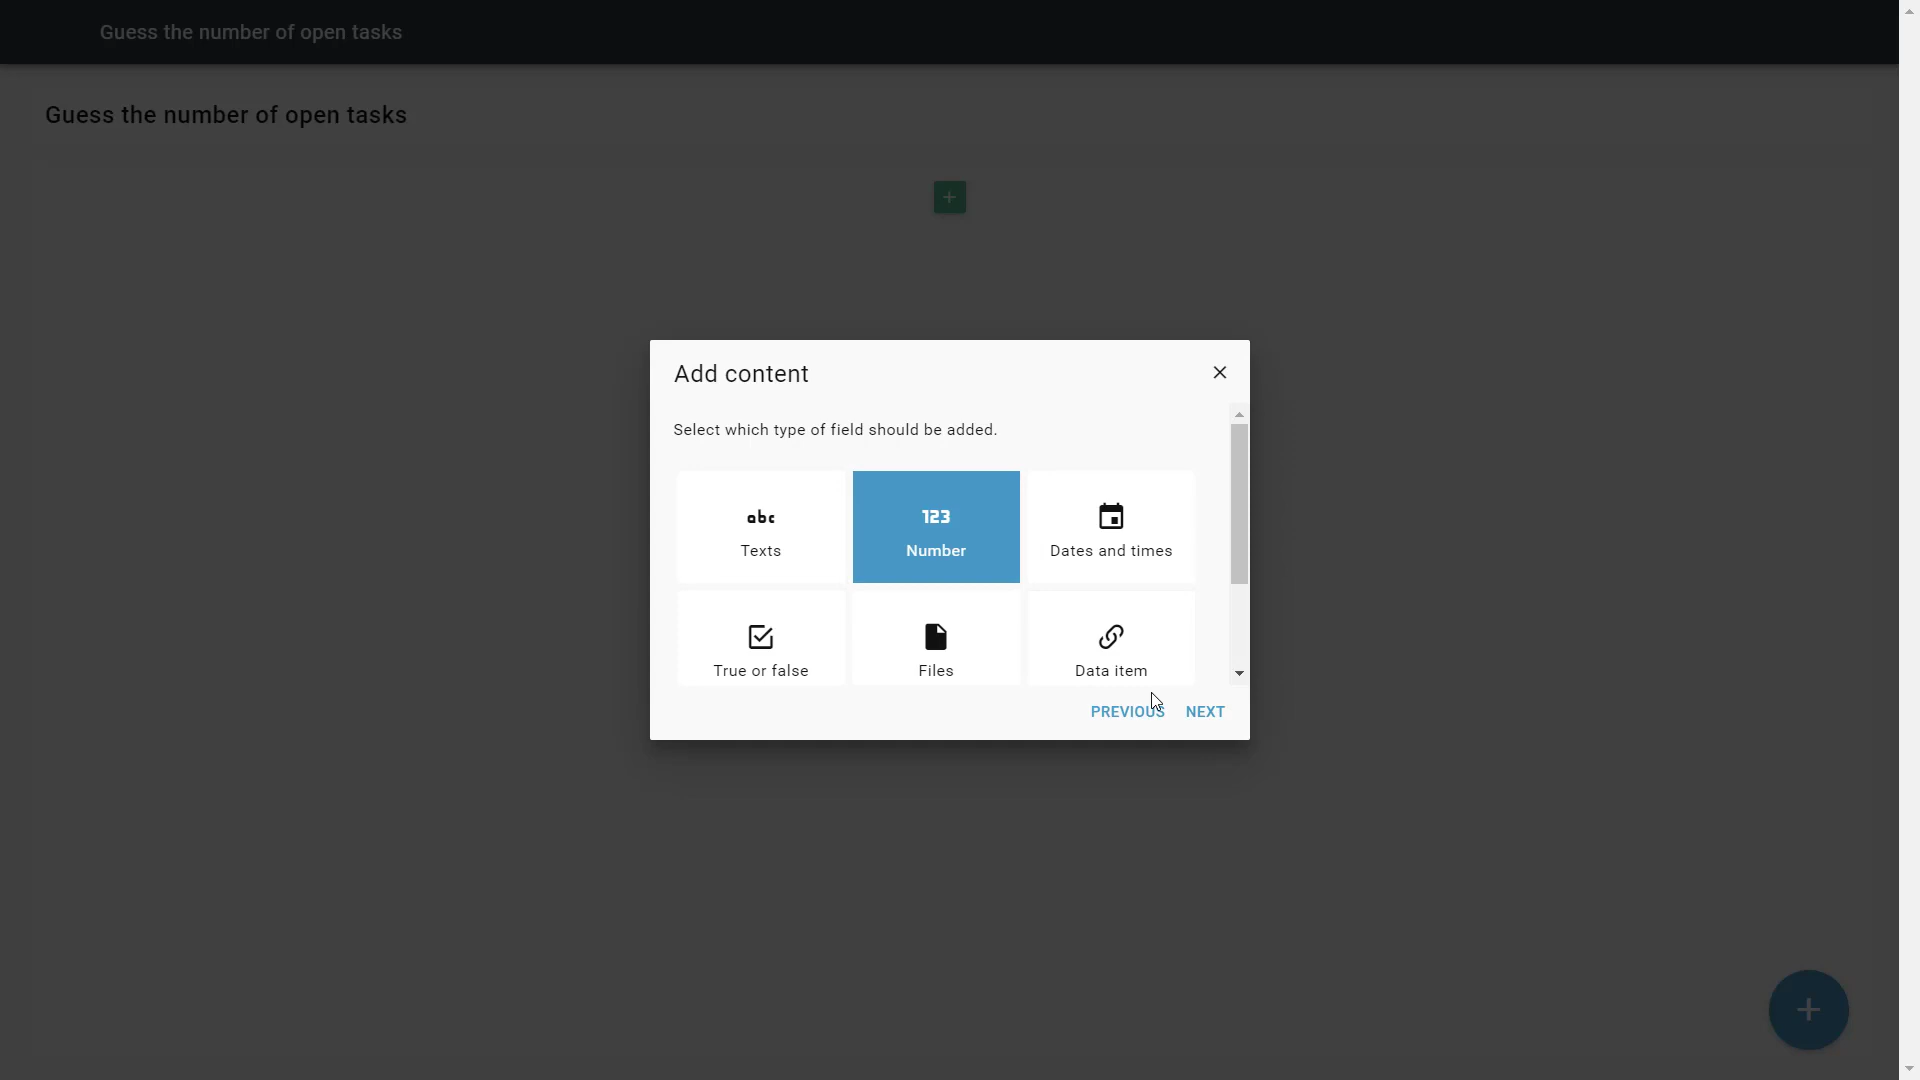 Guess the number of open tasks
Guess the number of open tasks
Add content
Select which type of field should be added.
abc
Texts
123
Number
Dates and times
True or false
Files
Data item
PREVIOUS
NEXT